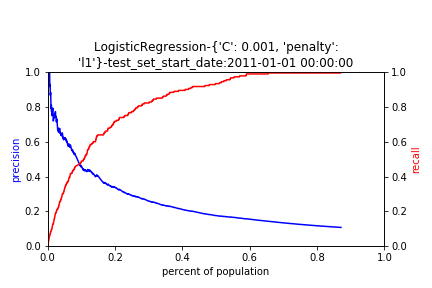 LogisticRegression-{'C': 0.001, 'penalty':
'l1'}-test_set_start_date:2011-01-01 00:00:00
1.0
0.8
0.6
0.4
0.2
0.0
precision
1.0
0.8
0.6
0.4
0.2
0.0
recall
0.0 0.2 0.4 0.6 0.8 1.0
percent of population